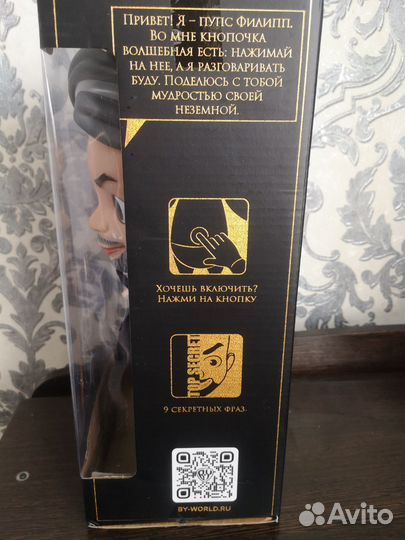 Привет! Я – пупс Филипп.
Во мне кнопочка
волшебная есть: нажимай
на нее, а я разговаривать
буду. Поделюсь с тобой
мудростью своей
неземной.
Хочешь включить?
Нажми на кнопку
TOP SECRET
9 секретных фраз.
BY
BY-WORLD.RU
Avito